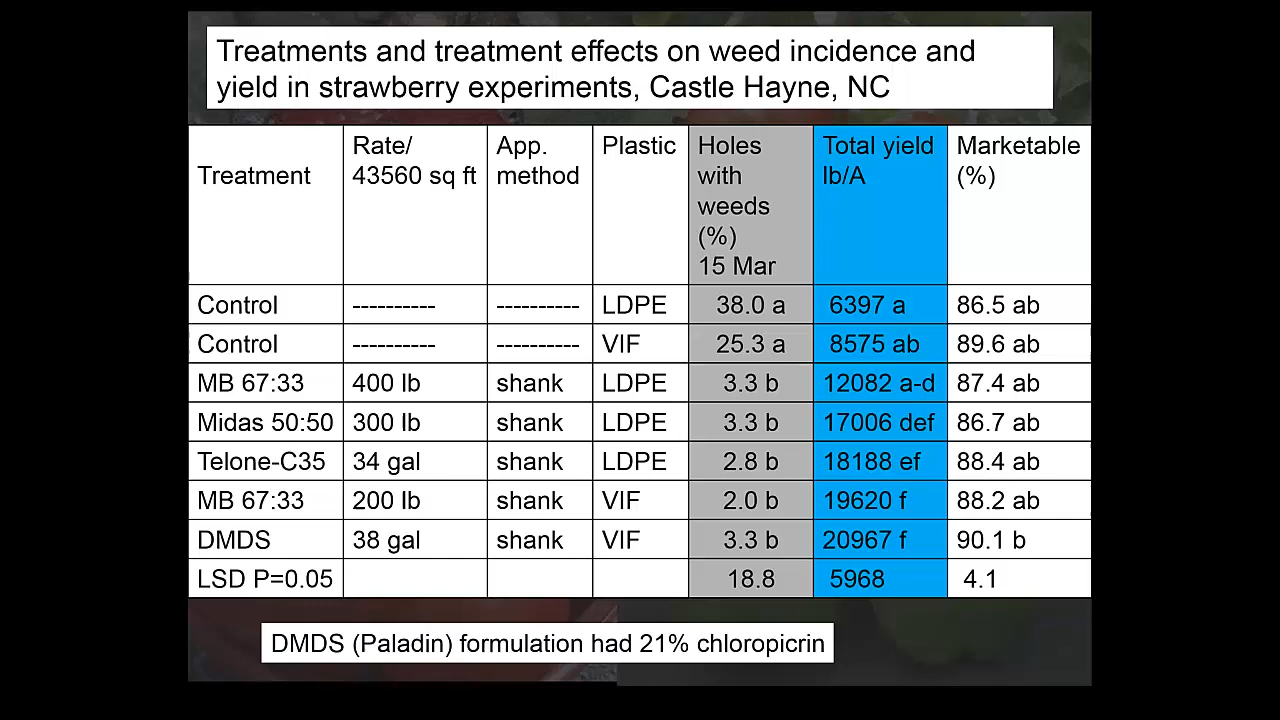 Treatments and treatment effects on weed incidence and
yield in strawberry experiments, Castle Hayne, NC
Treatment Rate/ 43560 sq ft App. method Plastic Holes with weeds (%) 15 Mar Total yield lb/A Marketable (%)
Control ---------- ---------- LDPE 38.0 a 6397 a 86.5 ab
Control ---------- ---------- VIF 25.3 a 8575 ab 89.6 ab
MB 67:33 400 lb shank LDPE 3.3 b 12082 a-d 87.4 ab
Midas 50:50 300 lb shank LDPE 3.3 b 17006 def 86.7 ab
Telone-C35 34 gal shank LDPE 2.8 b 18188 ef 88.4 ab
MB 67:33 200 lb shank VIF 2.0 b 19620 f 88.2 ab
DMDS 38 gal shank VIF 3.3 b 20967 f 90.1 b
LSD P=0.05 18.8 5968 4.1
DMDS (Paladin) formulation had 21% chloropicrin